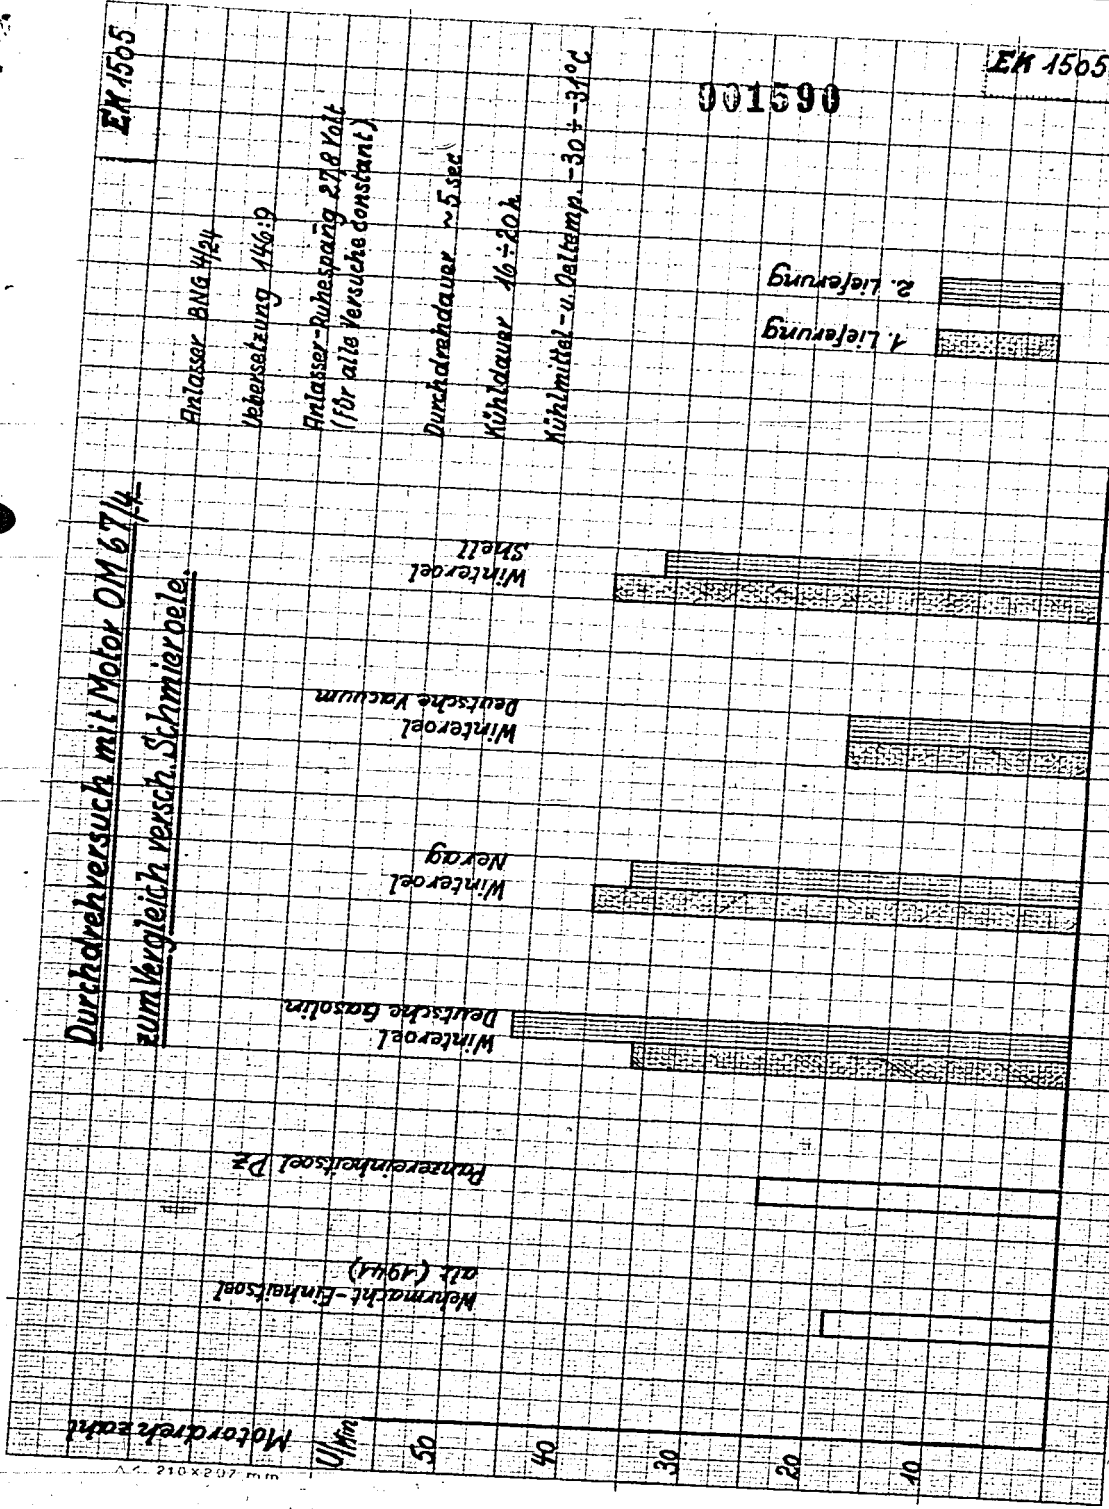 EK 1505
EK 1505
001590
Durchdrehversuch mit Motor OM 67/4
zum Vergleich versch. Schmieroele.
Anlasser BNG 4/24
Uebersetzung 146:9
Anlasser-Ruhespang 27,8 Volt
(für alle Versuche constant)
Durchdrehdauer ~5 sec
Kühldauer 16÷20h
Kühlmittel-u. Oeltemp. -30÷-31°C
2. Lieferung
1. Lieferung
Winteroel
Shell
Winteroel
Deutsche Vacuum
Winteroel
Nerag
Winteroel
Deutsche Gasolin
Panzereinheitsoel Pz
Wehrmacht-Einheitsoel
alt (1941)
Motordrehzahl
U/Min
50
40
30
20
10